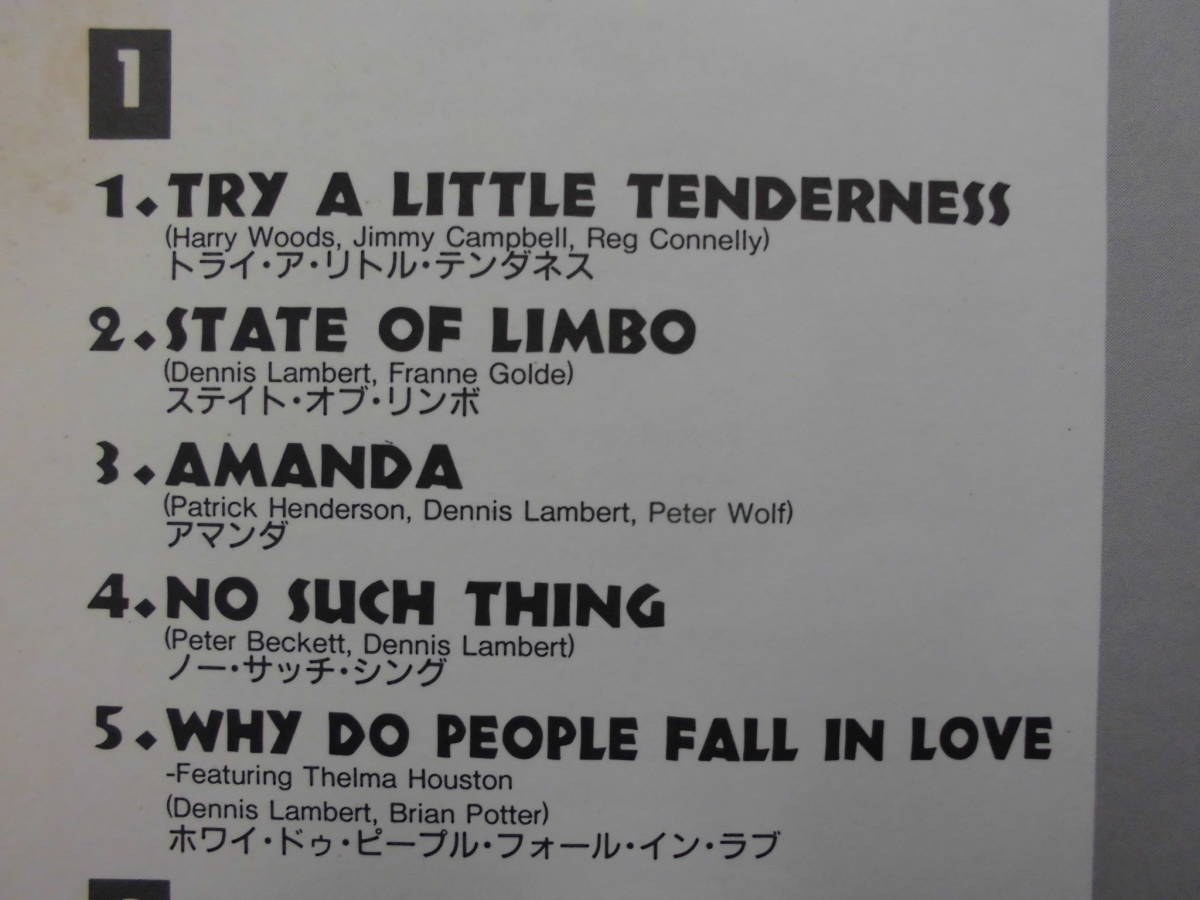 1
1. TRY A LITTLE TENDERNESS
(Harry Woods, Jimmy Campbell, Reg Connelly)
トライ・ア・リトル・テンダネス
2. STATE OF LIMBO
(Dennis Lambert, Franne Golde)
ステイト・オブ・リンボ
3. AMANDA
(Patrick Henderson, Dennis Lambert, Peter Wolf)
アマンダ
4. NO SUCH THING
(Peter Beckett, Dennis Lambert)
ノー・サッチ・シング
5. WHY DO PEOPLE FALL IN LOVE
-Featuring Thelma Houston
(Dennis Lambert, Brian Potter)
ホワイ・ドゥ・ピープル・フォール・イン・ラブ